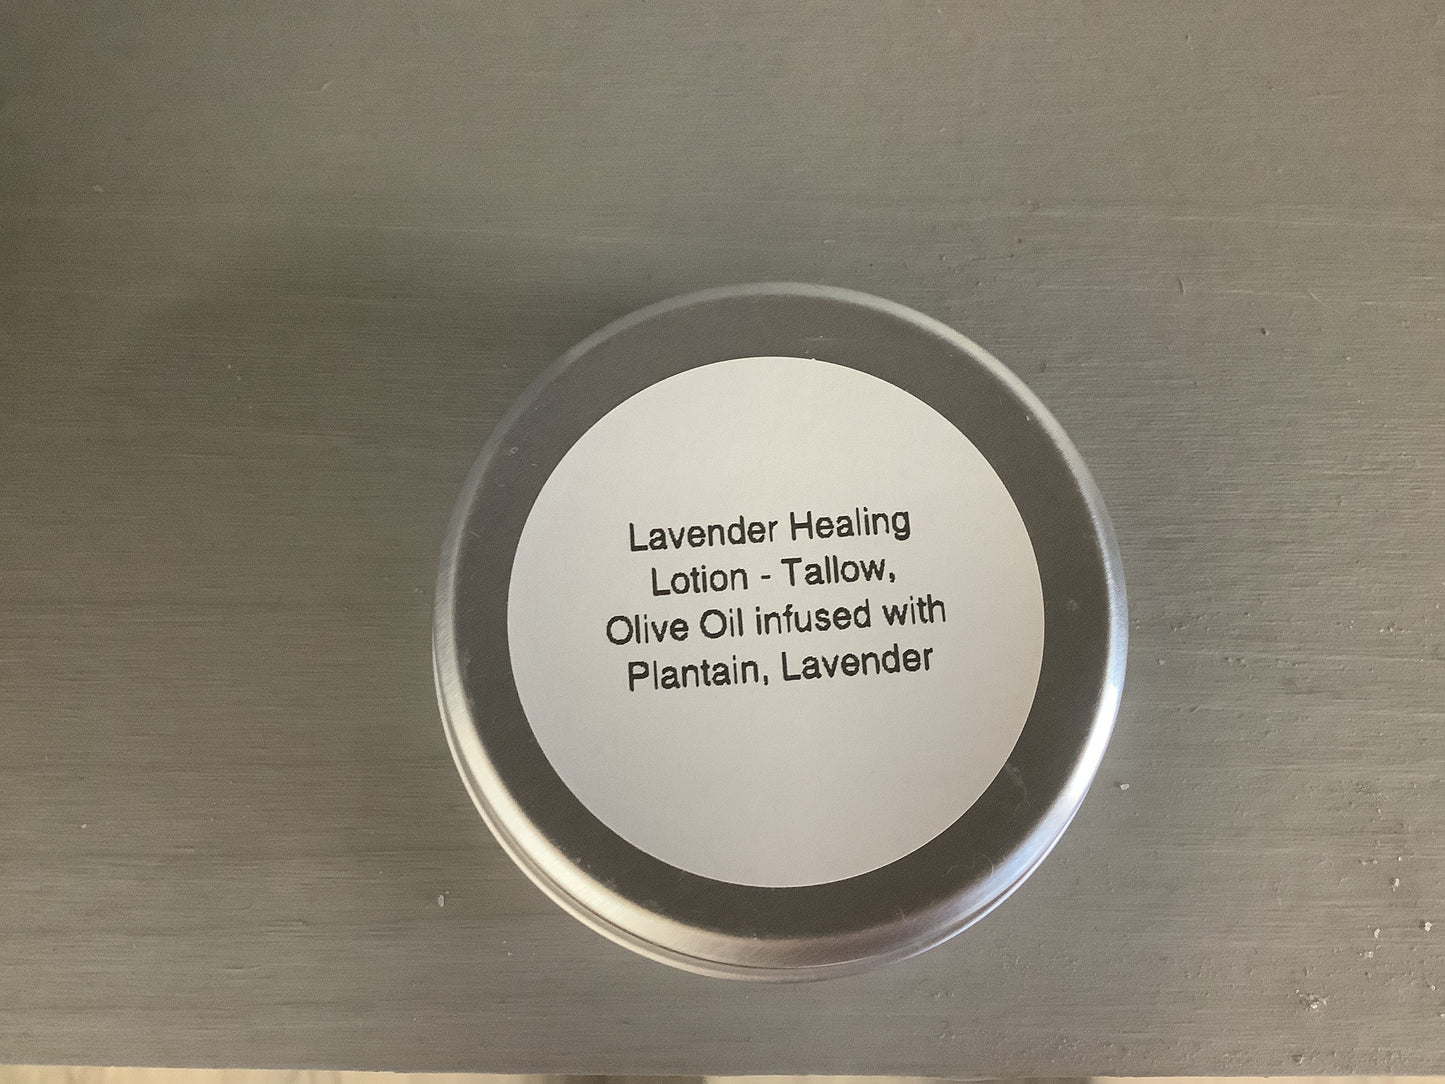 Lavender Healing
Lotion - Tallow,
Olive Oil infused with
Plantain, Lavender